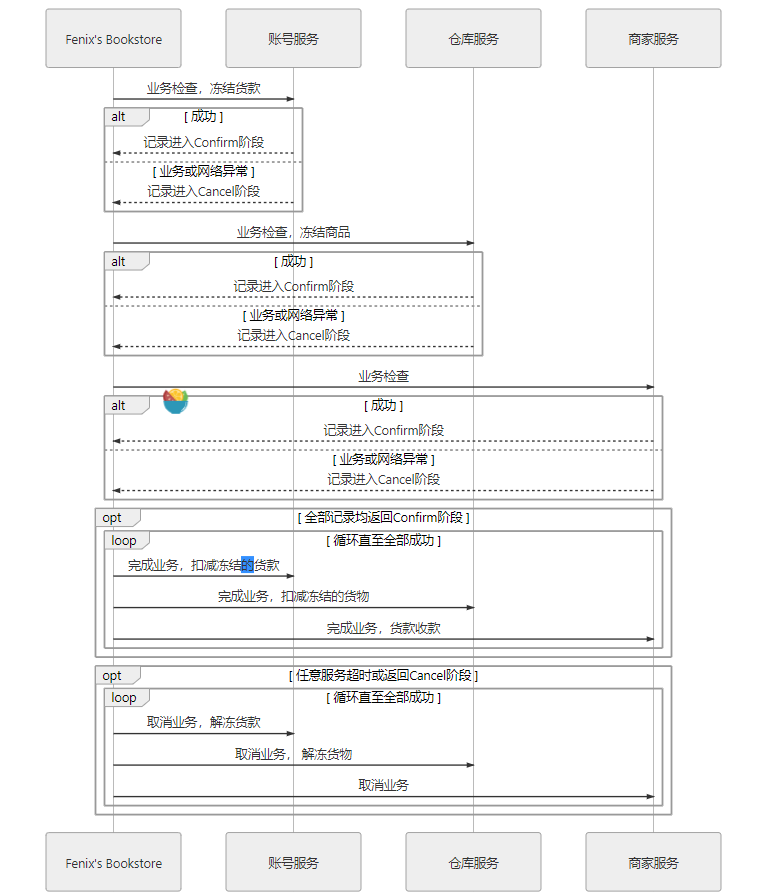 Fenix's Bookstore 账号服务 仓库服务 商家服务
业务检查，冻结货款
alt [ 成功 ]
记录进入Confirm阶段
[ 业务或网络异常 ]
记录进入Cancel阶段
业务检查，冻结商品
alt [ 成功 ]
记录进入Confirm阶段
[ 业务或网络异常 ]
记录进入Cancel阶段
业务检查
alt [ 成功 ]
记录进入Confirm阶段
[ 业务或网络异常 ]
记录进入Cancel阶段
opt [ 全部记录均返回Confirm阶段 ]
loop [ 循环直至全部成功 ]
完成业务，扣减冻结的货款
完成业务，扣减冻结的货物
完成业务，货款收款
opt [ 任意服务超时或返回Cancel阶段 ]
loop [ 循环直至全部成功 ]
取消业务，解冻货款
取消业务， 解冻货物
取消业务
Fenix's Bookstore 账号服务 仓库服务 商家服务